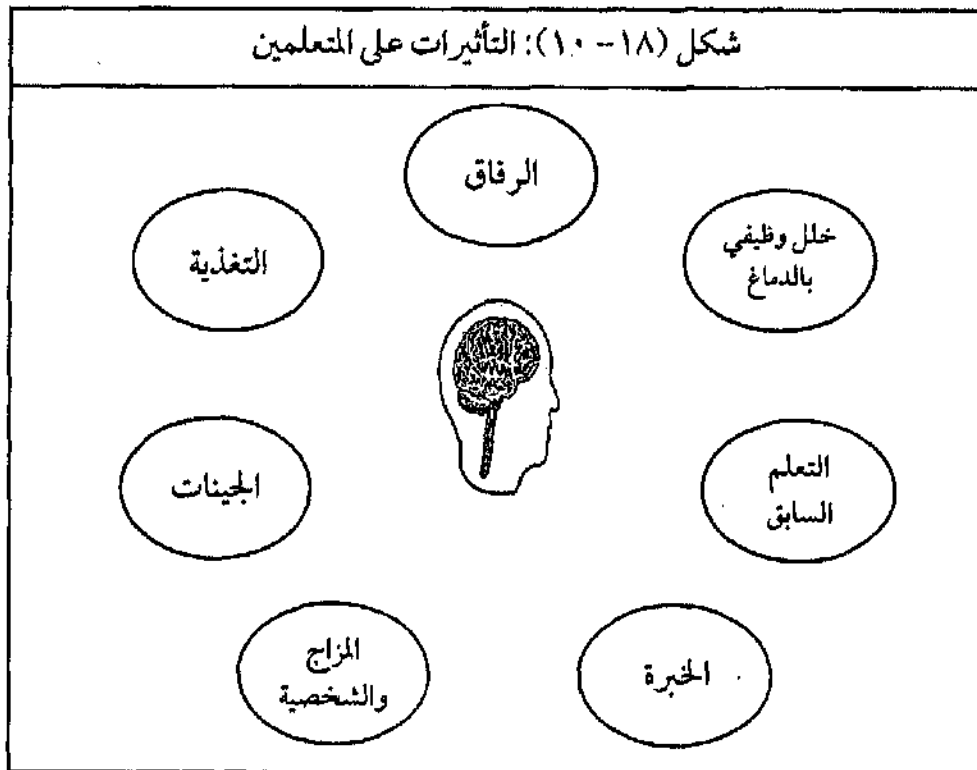 شكل (١٨-١٠): التأثيرات على المتعلمين
الرفاق
خلل وظيفي
بالدماغ
التغذية
التعلم
السابق
الجينات
الخبرة
المزاج
والشخصية